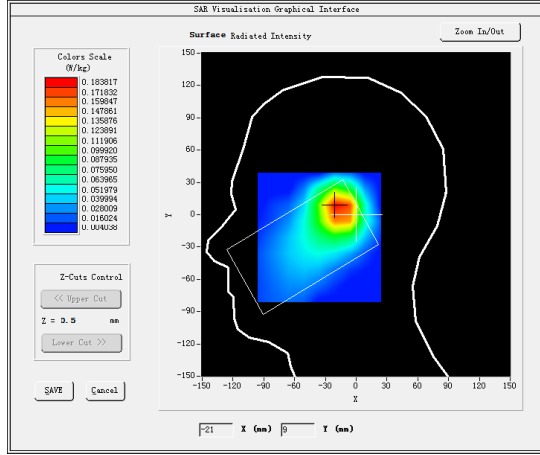 SAR Visualisation Graphical Interface
Surface Radiated Intensity
Zoom In/Out
Colors Scale
(W/kg)
0.183817
0.171832
0.159847
0.147861
0.135876
0.123891
0.111906
0.099920
0.087935
0.075950
0.063965
0.051979
0.039994
0.028009
0.016024
0.004038
Z-Cuts Control
<< Upper Cut
Z = 0.5 mm
Lower Cut >>
SAVE
Cancel
150
120
90
60
30
0
-30
-60
-90
-120
-150
Y
-150 -120 -90 -60 -30 0 30 60 90 120 150
X
-21 X (mm) 9 Y (mm)